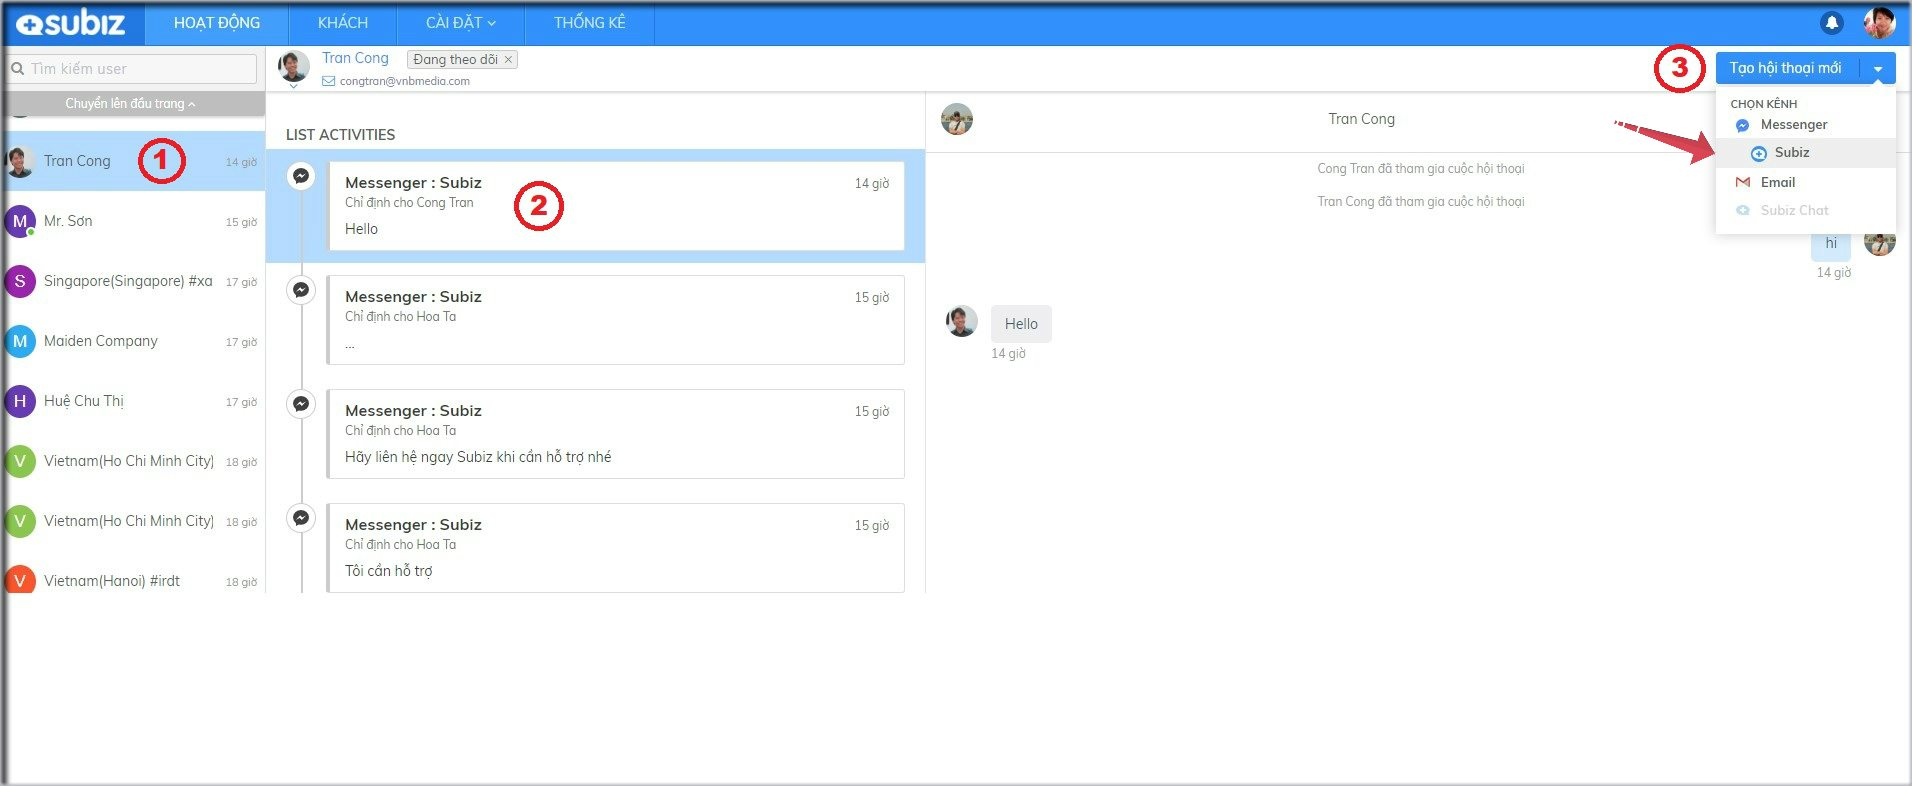 subiz
HOẠT ĐỘNG
KHÁCH
CÀI ĐẶT
THỐNG KÊ
Tìm kiếm user
Chuyển lên đầu trang
Tran Cong
14 giờ
1
M
Mr. Sơn
15 giờ
S
Singapore(Singapore) #xa
17 giờ
M
Maiden Company
17 giờ
H
Huệ Chu Thị
17 giờ
V
Vietnam(Ho Chi Minh City)
18 giờ
V
Vietnam(Ho Chi Minh City)
18 giờ
V
Vietnam(Hanoi) #irdt
18 giờ
Tran Cong
Đang theo dõi ×
congtran@vnbmedia.com
LIST ACTIVITIES
Messenger : Subiz
14 giờ
Chỉ định cho Cong Tran
Hello
2
Messenger : Subiz
15 giờ
Chỉ định cho Hoa Ta
...
Messenger : Subiz
15 giờ
Chỉ định cho Hoa Ta
Hãy liên hệ ngay Subiz khi cần hỗ trợ nhé
Messenger : Subiz
15 giờ
Chỉ định cho Hoa Ta
Tôi cần hỗ trợ
3
Tạo hội thoại mới
CHỌN KÊNH
Messenger
Subiz
Email
Subiz Chat
Tran Cong
Cong Tran đã tham gia cuộc hội thoại
Tran Cong đã tham gia cuộc hội thoại
hi
14 giờ
Hello
14 giờ